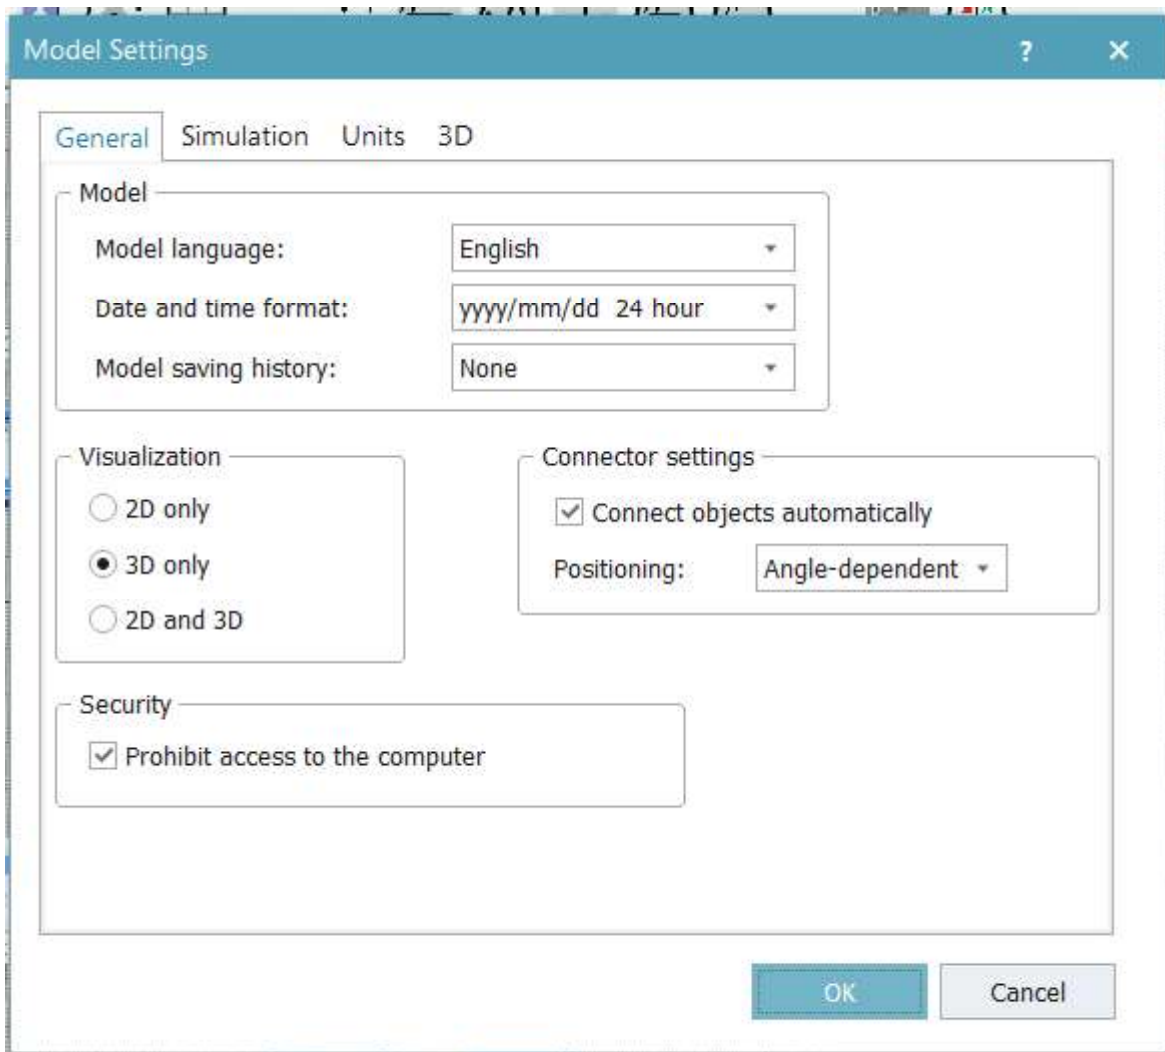 Model Settings
? ×
General Simulation Units 3D
Model
Model language: English
Date and time format: yyyy/mm/dd 24 hour
Model saving history: None
Visualization
2D only
3D only
2D and 3D
Connector settings
Connect objects automatically
Positioning: Angle-dependent
Security
Prohibit access to the computer
OK Cancel